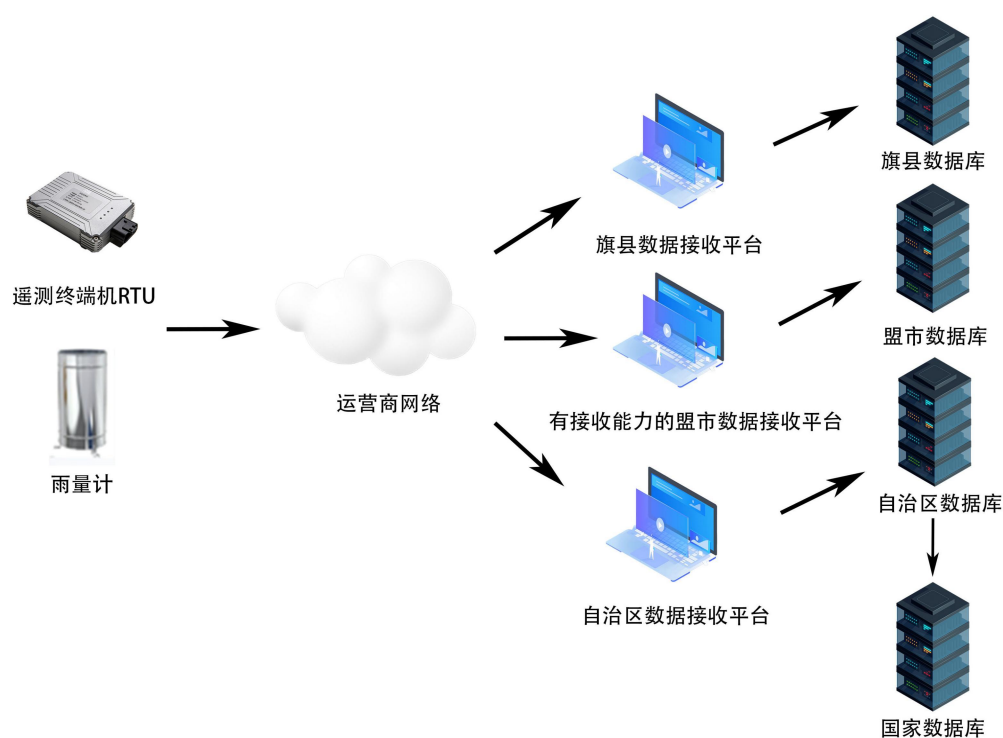 旗县数据库
遥测终端机RTU
旗县数据接收平台
盟市数据库
运营商网络
有接收能力的盟市数据接收平台
雨量计
自治区数据库
自治区数据接收平台
国家数据库